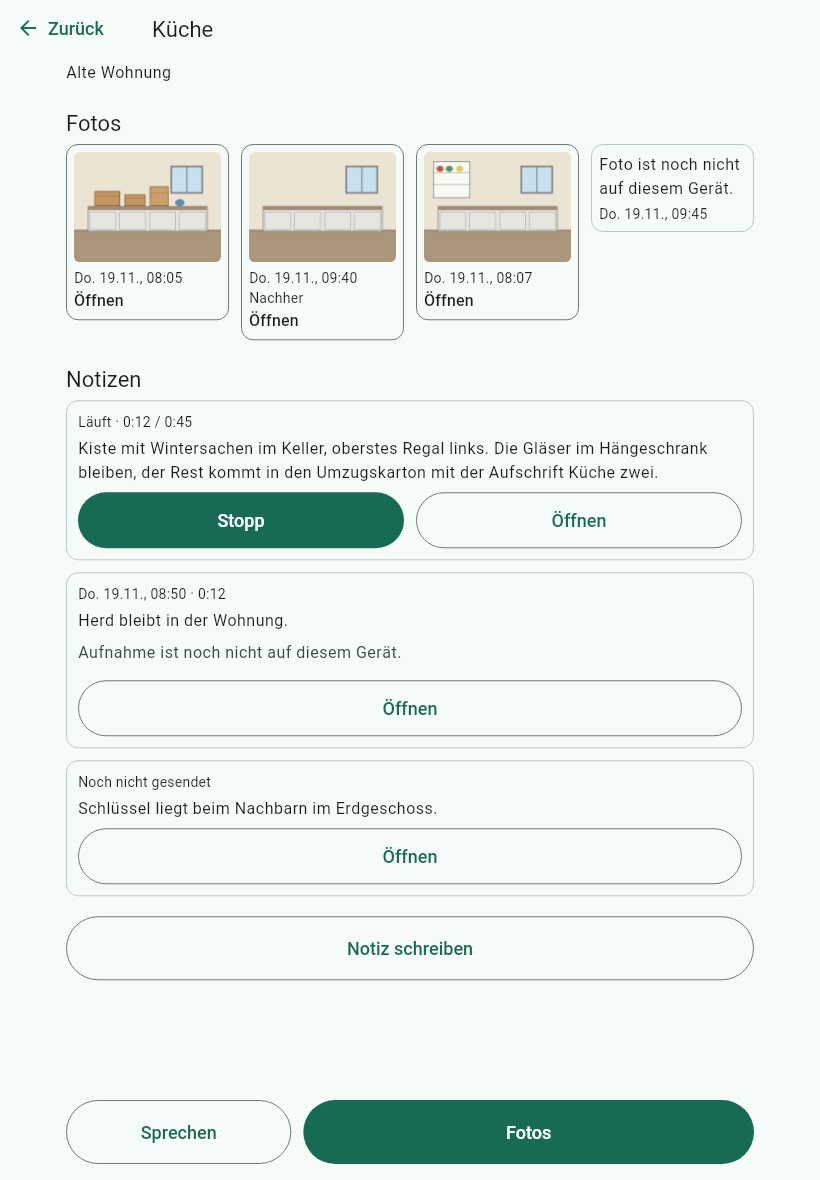 Zurück
Küche
Alte Wohnung
Fotos
Do. 19.11., 08:05
Öffnen
Do. 19.11., 09:40
Nachher
Öffnen
Do. 19.11., 08:07
Öffnen
Foto ist noch nicht
auf diesem Gerät.
Do. 19.11., 09:45
Notizen
Läuft · 0:12 / 0:45
Kiste mit Wintersachen im Keller, oberstes Regal links. Die Gläser im Hängeschrank
bleiben, der Rest kommt in den Umzugskarton mit der Aufschrift Küche zwei.
Stopp
Öffnen
Do. 19.11., 08:50 · 0:12
Herd bleibt in der Wohnung.
Aufnahme ist noch nicht auf diesem Gerät.
Öffnen
Noch nicht gesendet
Schlüssel liegt beim Nachbarn im Erdgeschoss.
Öffnen
Notiz schreiben
Sprechen
Fotos